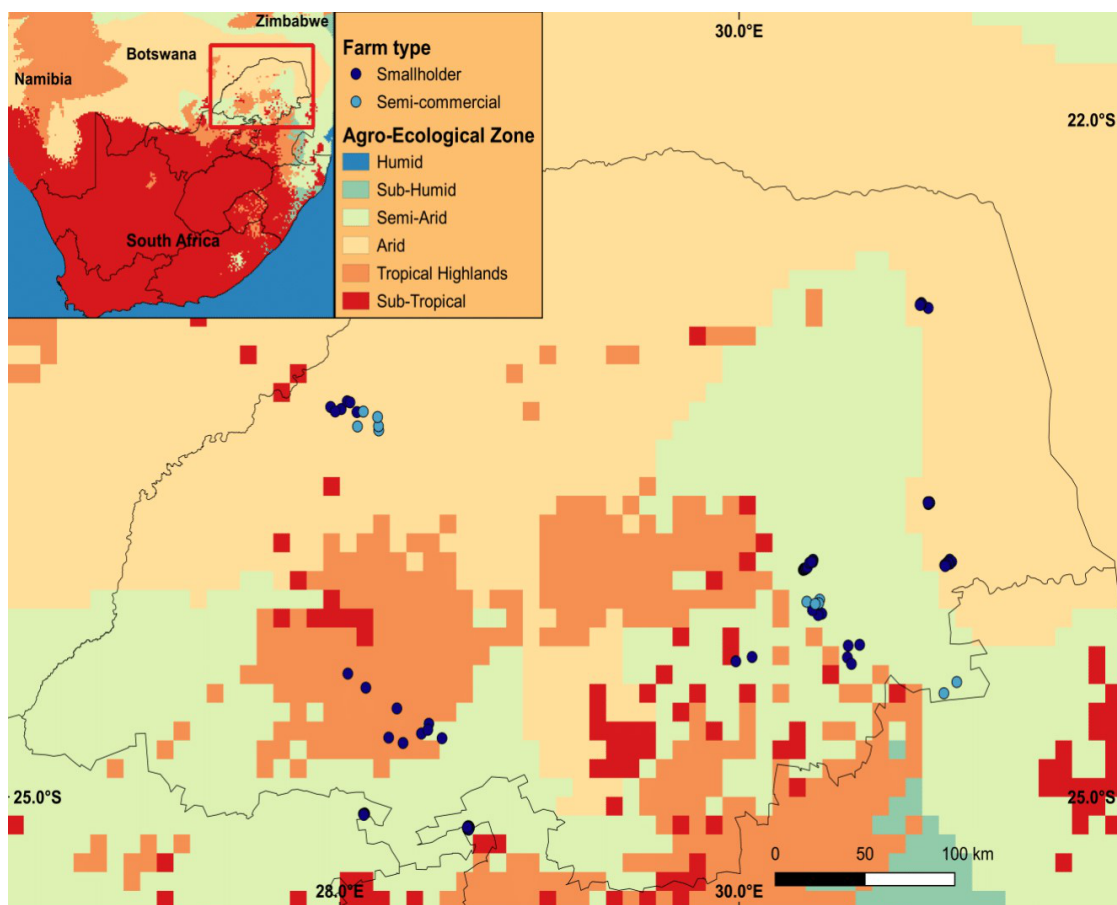 Zimbabwe
Botswana
Namibia
South Africa
Farm type
Smallholder
Semi-commercial
Agro-Ecological Zone
Humid
Sub-Humid
Semi-Arid
Arid
Tropical Highlands
Sub-Tropical
30.0°E
22.0°S
25.0°S
25.0°S
28.0°E
30.0°E
0 50 100 km